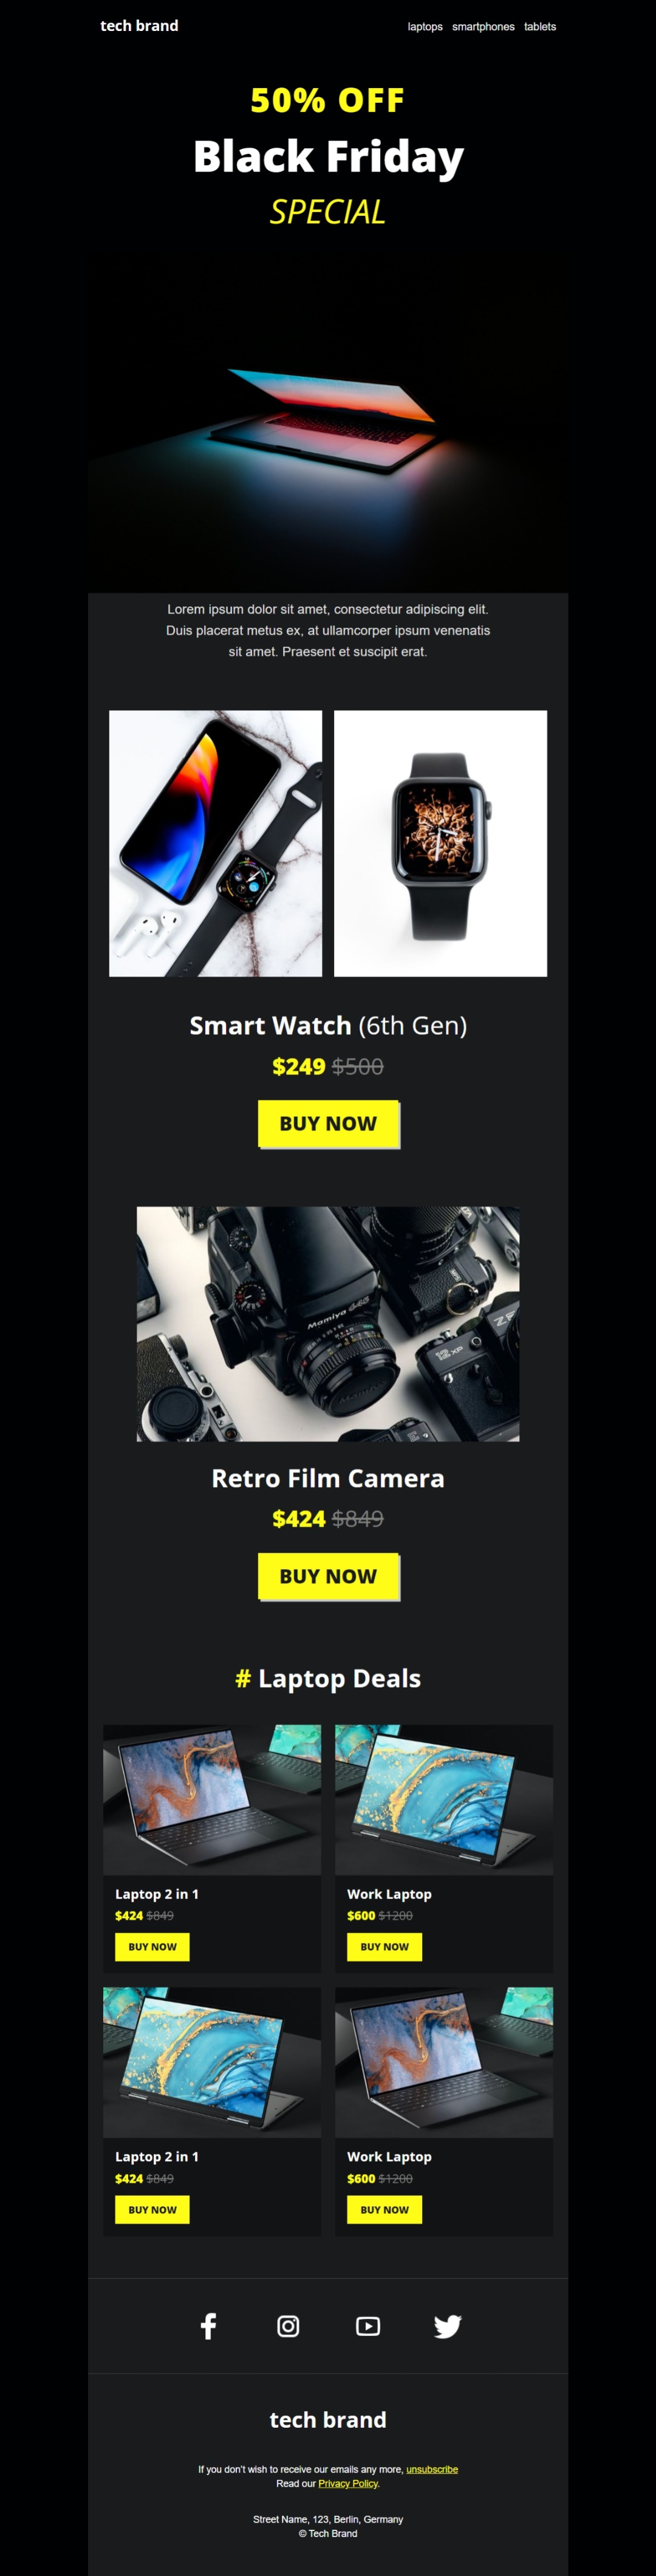 tech brand
laptops smartphones tablets
50% OFF
Black Friday
SPECIAL
Lorem ipsum dolor sit amet, consectetur adipiscing elit.
Duis placerat metus ex, at ullamcorper ipsum venenatis
sit amet. Praesent et suscipit erat.
Smart Watch (6th Gen)
$249 $500
BUY NOW
Mamiya 645
Mamiya
XP
Retro Film Camera
$424 $849
BUY NOW
# Laptop Deals
Laptop 2 in 1
$424 $849
BUY NOW
Work Laptop
$600 $1200
BUY NOW
Laptop 2 in 1
$424 $849
BUY NOW
Work Laptop
$600 $1200
BUY NOW
tech brand
If you don't wish to receive our emails any more, unsubscribe
Read our Privacy Policy.
Street Name, 123, Berlin, Germany
© Tech Brand